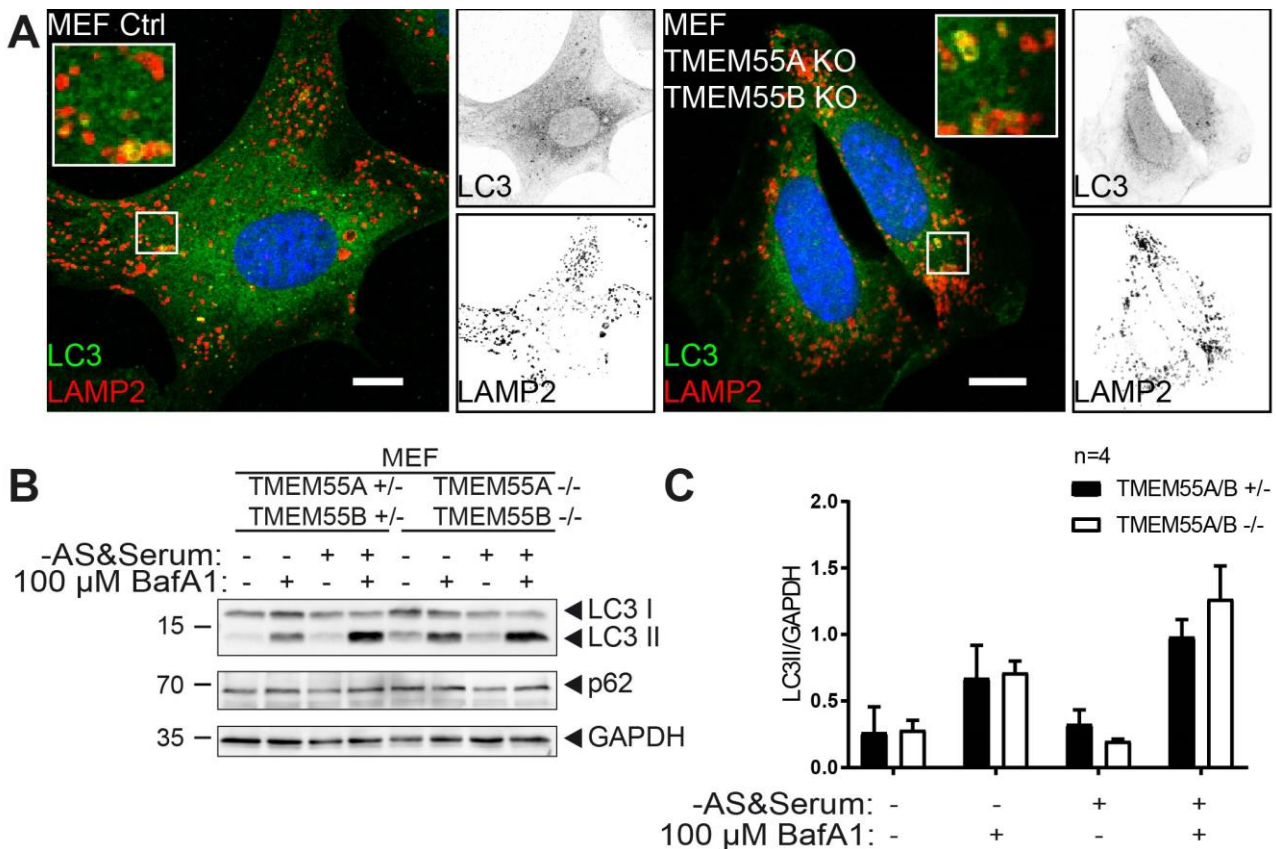 A
MEF Ctrl
LC3
LAMP2
LC3
LAMP2
MEF
TMEM55A KO
TMEM55B KO
LC3
LAMP2
LC3
LAMP2
B
MEF
TMEM55A +/- TMEM55A -/-
TMEM55B +/- TMEM55B -/-
-AS&Serum: - - + + - - + +
100 µM BafA1: - + - + - + - +
15
LC3 I
LC3 II
70
p62
35
GAPDH
C
n=4
TMEM55A/B +/-
TMEM55A/B -/-
LC3II/GAPDH
2.0
1.5
1.0
0.5
0.0
-AS&Serum: - - + +
100 µM BafA1: - + - +